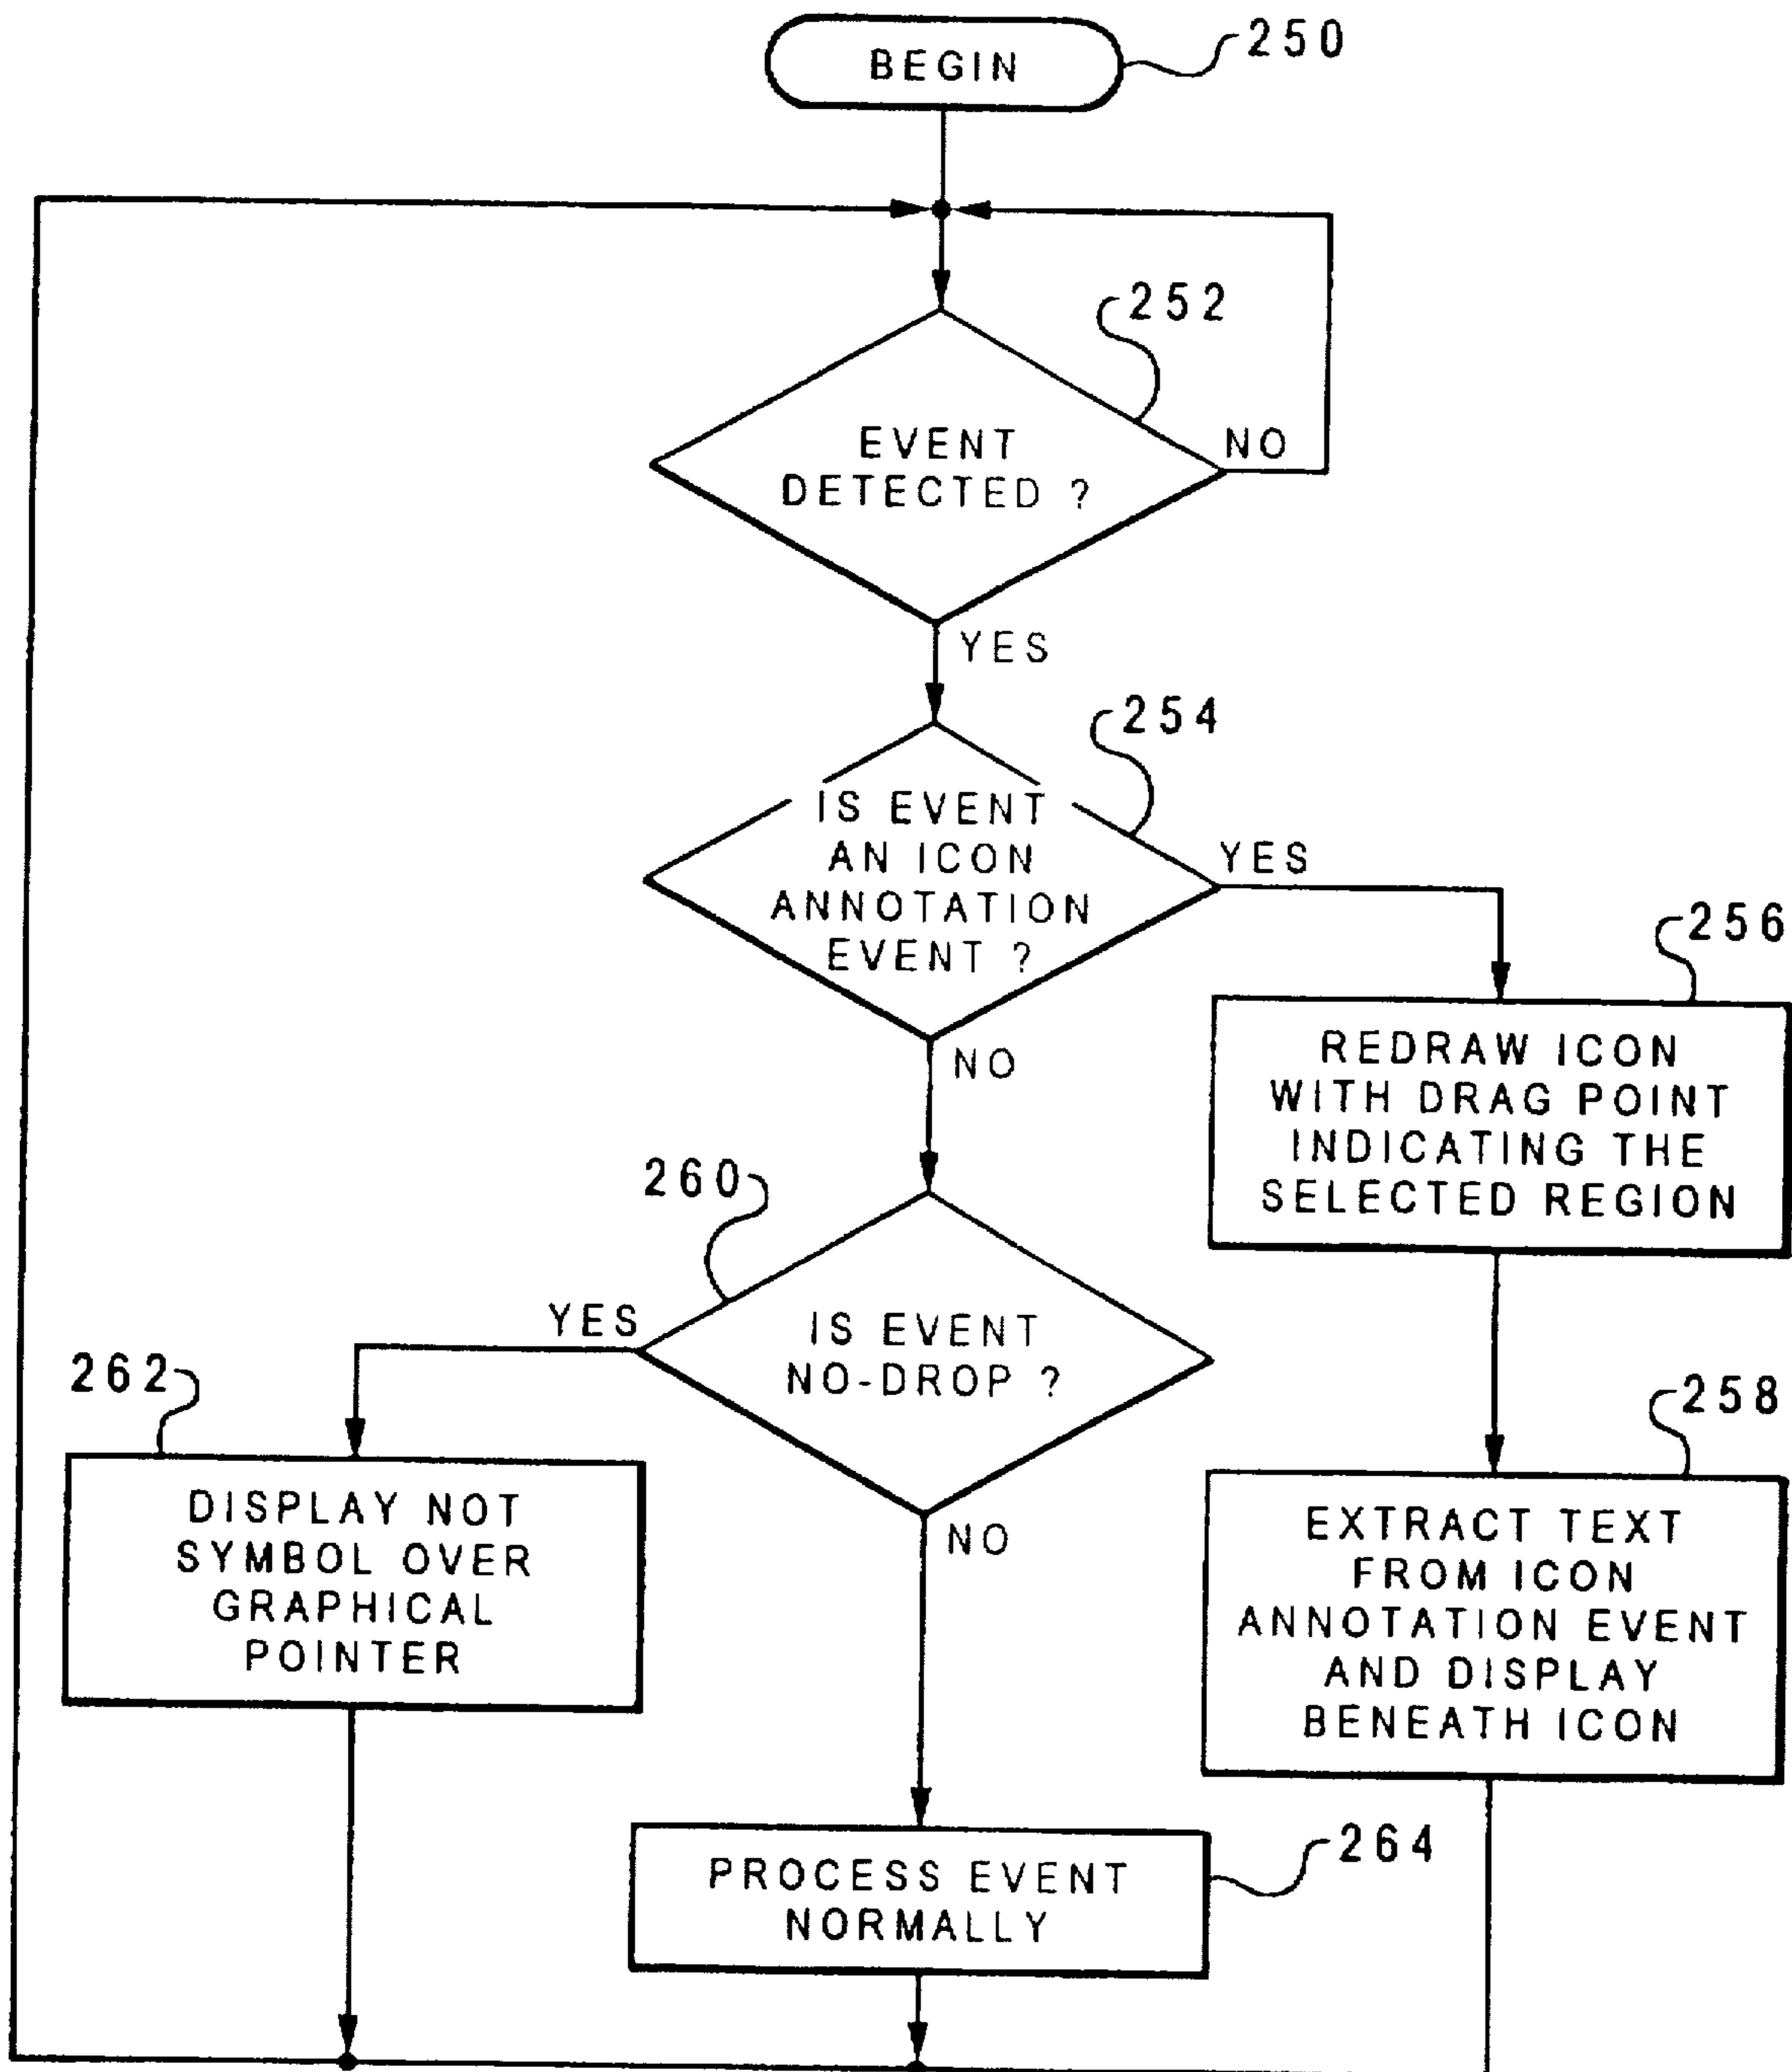 BEGIN
250
252
EVENT
DETECTED ?
NO
YES
254
IS EVENT
AN ICON
ANNOTATION
EVENT ?
YES
NO
256
REDRAW ICON
WITH DRAG POINT
INDICATING THE
SELECTED REGION
260
IS EVENT
NO-DROP ?
YES
NO
262
DISPLAY NOT
SYMBOL OVER
GRAPHICAL
POINTER
258
EXTRACT TEXT
FROM ICON
ANNOTATION EVENT
AND DISPLAY
BENEATH ICON
264
PROCESS EVENT
NORMALLY